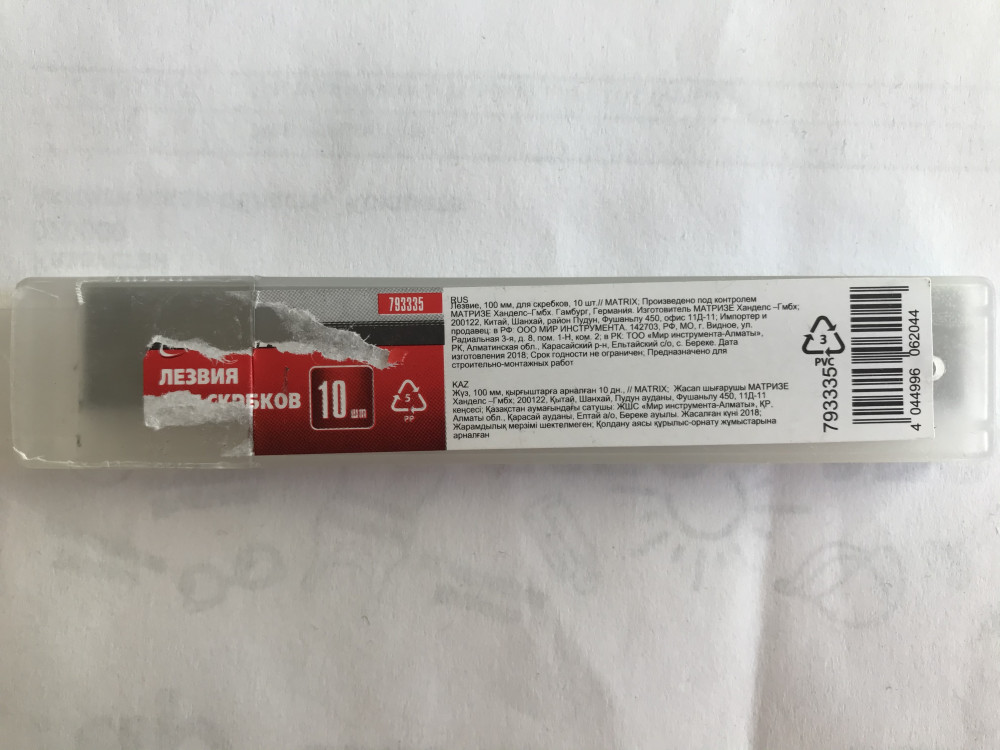 793335
ЛЕЗВИЯ
СКРЕБКОВ
10 шт
5
PP
RUS
Лезвие, 100 мм, для скребков, 10 шт.// MATRIX; Произведено под контролем
МАТРИЗЕ Ханделс–Гмбх. Гамбург, Германия. Изготовитель МАТРИЗЕ Ханделс –Гмбх;
200122, Китай, Шанхай, район Пудун, Фушаньлу 450, офис 11Д-11; Импортер и
продавец: в РФ: ООО МИР ИНСТРУМЕНТА, 142703, РФ, МО, г. Видное, ул.
Радиальная 3-я, д. 8, пом. 1-Н, ком. 2; в РК: ТОО «Мир инструмента-Алматы»,
РК, Алматинская обл., Карасайский р-н, Ельтайский с/о, с. Береке. Дата
изготовления 2018; Срок годности не ограничен; Предназначено для
строительно-монтажных работ
KAZ
Жүз, 100 мм, қырғыштарға арналған 10 дн., // MATRIX; Жасап шығарушы МАТРИЗЕ
Ханделс –Гмбх; 200122, Қытай, Шанхай, Пудун ауданы, Фушаньлу 450, 11Д-11
кеңсесі; Қазақстан аумағындағы сатушы: ЖШС «Мир инструмента-Алматы», ҚР,
Алматы обл., Қарасай ауданы, Елтай а/о, Береке ауылы. Жасалған күні 2018;
Жарамдылық мерзімі шектелмеген; Қолдану аясы құрылыс-орнату жұмыстарына
арналған
3
PVC
793335
4 044996 062044